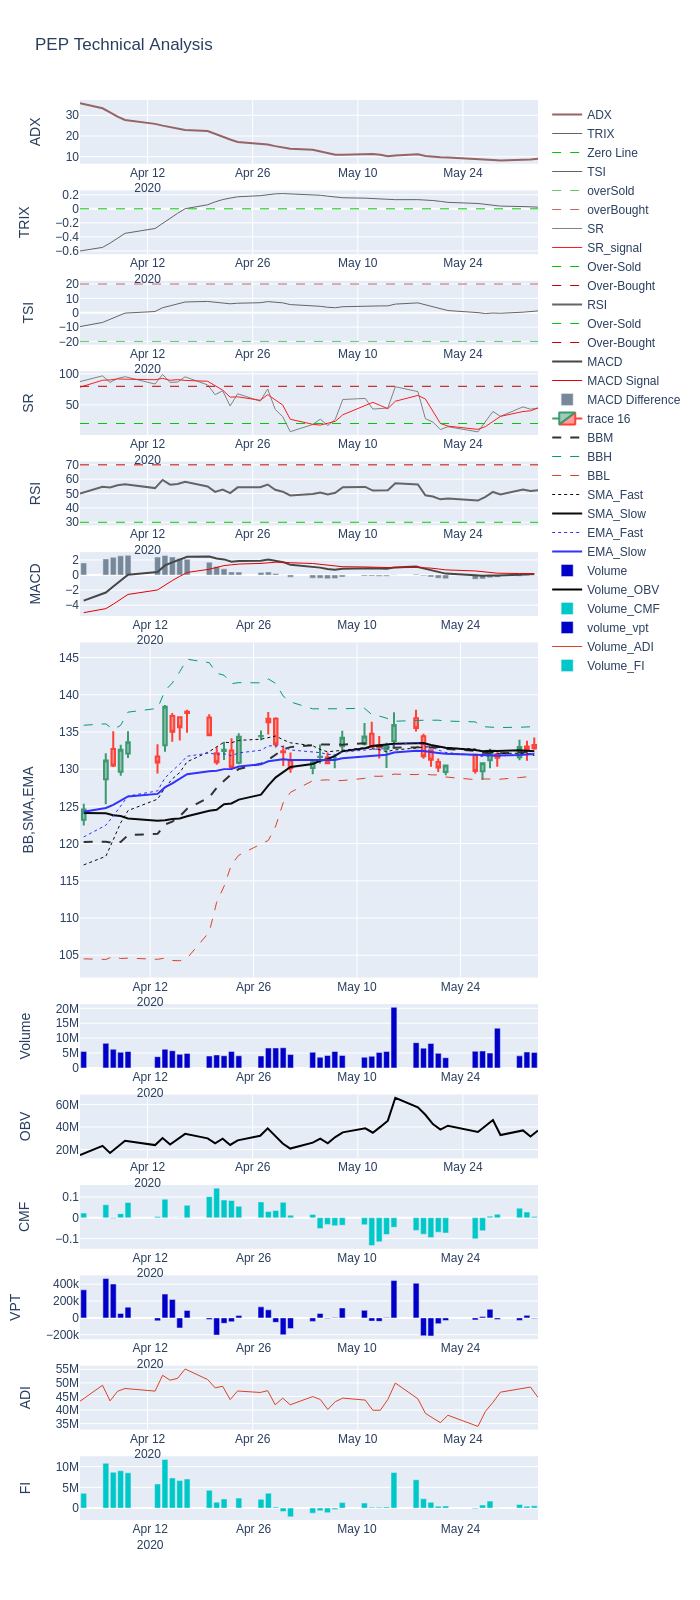 PEP Technical Analysis
ADX
30
20
10
Apr 12
2020
Apr 26
May 10
May 24
TRIX
0.2
0
−0.2
−0.4
−0.6
Apr 12
2020
Apr 26
May 10
May 24
TSI
20
10
0
−10
−20
Apr 12
2020
Apr 26
May 10
May 24
SR
100
50
Apr 12
2020
Apr 26
May 10
May 24
RSI
70
60
50
40
30
Apr 12
2020
Apr 26
May 10
May 24
MACD
2
0
−2
−4
Apr 12
2020
Apr 26
May 10
May 24
BB,SMA,EMA
145
140
135
130
125
120
115
110
105
Apr 12
2020
Apr 26
May 10
May 24
Volume
20M
15M
10M
5M
0
Apr 12
2020
Apr 26
May 10
May 24
OBV
60M
40M
20M
Apr 12
2020
Apr 26
May 10
May 24
CMF
0.1
0
−0.1
Apr 12
2020
Apr 26
May 10
May 24
VPT
400k
200k
0
−200k
Apr 12
2020
Apr 26
May 10
May 24
ADI
55M
50M
45M
40M
35M
Apr 12
2020
Apr 26
May 10
May 24
FI
10M
5M
0
Apr 12
2020
Apr 26
May 10
May 24
ADX
TRIX
Zero Line
TSI
overSold
overBought
SR
SR_signal
Over-Sold
Over-Bought
RSI
Over-Sold
Over-Bought
MACD
MACD Signal
MACD Difference
trace 16
BBM
BBH
BBL
SMA_Fast
SMA_Slow
EMA_Fast
EMA_Slow
Volume
Volume_OBV
Volume_CMF
volume_vpt
Volume_ADI
Volume_FI